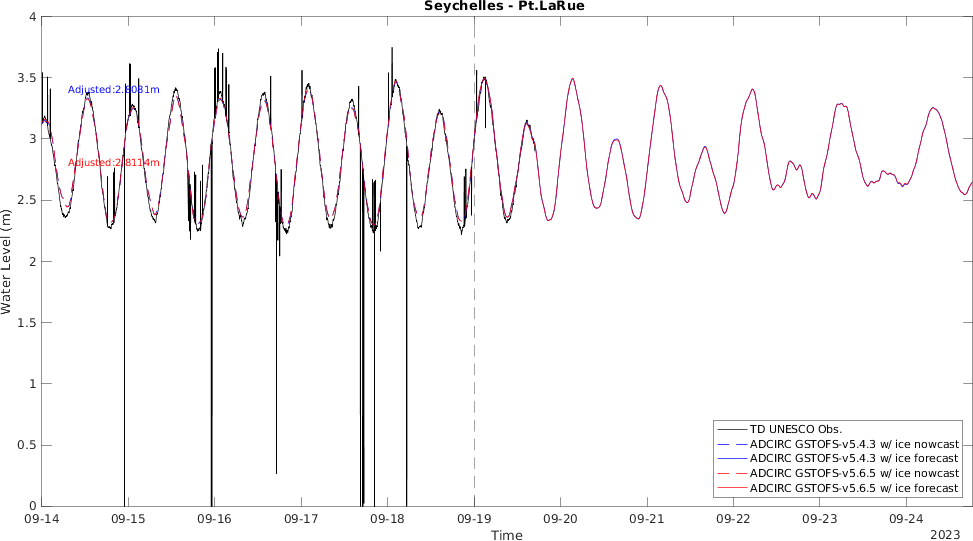 Seychelles - Pt.LaRue
Water Level (m)
4
3.5
3
2.5
2
1.5
1
0.5
0
Adjusted:2.8081m
Adjusted:2.8114m
TD UNESCO Obs.
ADCIRC GSTOFS-v5.4.3 w/ ice nowcast
ADCIRC GSTOFS-v5.4.3 w/ ice forecast
ADCIRC GSTOFS-v5.6.5 w/ ice nowcast
ADCIRC GSTOFS-v5.6.5 w/ ice forecast
09-14 09-15 09-16 09-17 09-18 09-19 09-20 09-21 09-22 09-23 09-24
Time
2023